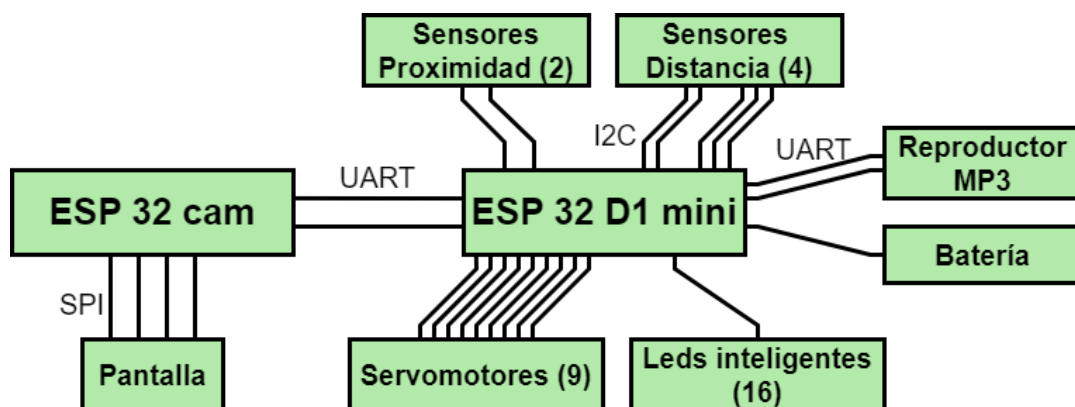 Sensores
Proximidad (2)
Sensores
Distancia (4)
I2C
UART
Reproductor
MP3
ESP 32 cam
UART
ESP 32 D1 mini
Batería
SPI
Pantalla
Servomotores (9)
Leds inteligentes
(16)